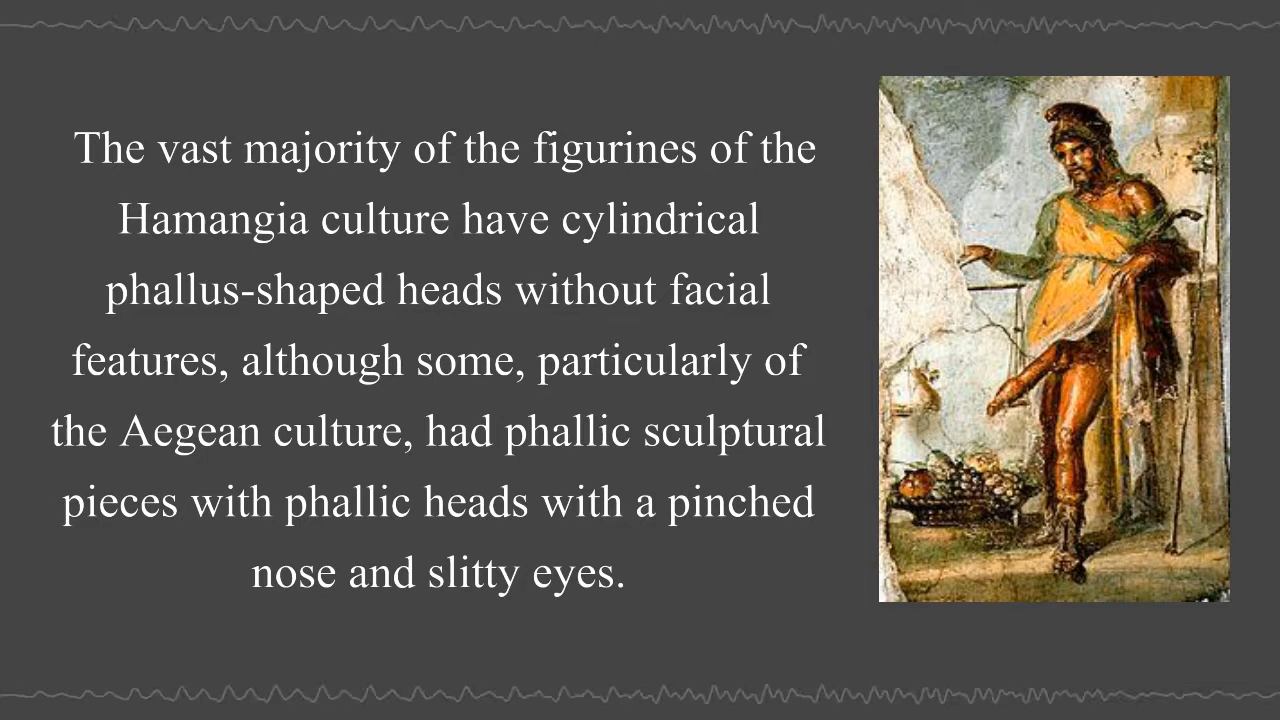 The vast majority of the figurines of the
Hamangia culture have cylindrical
phallus-shaped heads without facial
features, although some, particularly of
the Aegean culture, had phallic sculptural
pieces with phallic heads with a pinched
nose and slitty eyes.